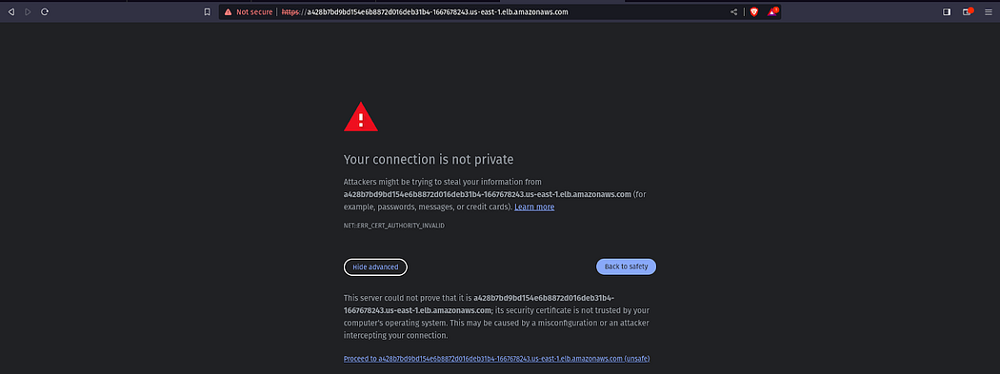 Not secure | https://a428b7bd9bd154e6b8872d016deb31b4-1667678243.us-east-1.elb.amazonaws.com
Your connection is not private
Attackers might be trying to steal your information from
a428b7bd9bd154e6b8872d016deb31b4-1667678243.us-east-1.elb.amazonaws.com (for
example, passwords, messages, or credit cards). Learn more
NET::ERR_CERT_AUTHORITY_INVALID
Hide advanced
Back to safety
This server could not prove that it is a428b7bd9bd154e6b8872d016deb31b4-
1667678243.us-east-1.elb.amazonaws.com; its security certificate is not trusted by your
computer's operating system. This may be caused by a misconfiguration or an attacker
intercepting your connection.
Proceed to a428b7bd9bd154e6b8872d016deb31b4-1667678243.us-east-1.elb.amazonaws.com (unsafe)